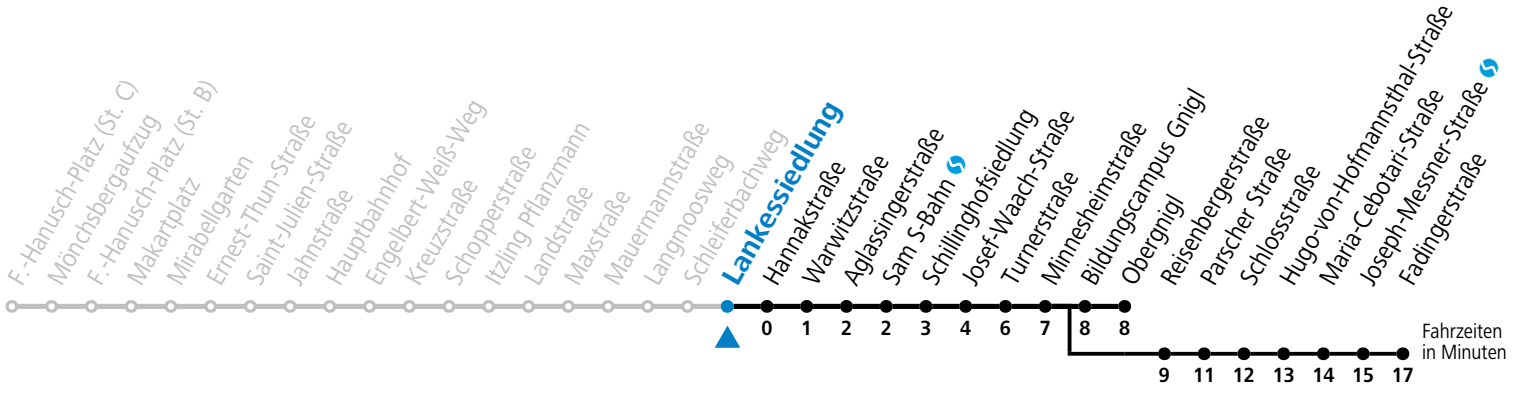 F.-Hanusch-Platz (St. C)
Mönchsbergaufzug
F.-Hanusch-Platz (St. B)
Makartplatz
Mirabellgarten
Ernest-Thun-Straße
Saint-Julien-Straße
Jahnstraße
Hauptbahnhof
Engelbert-Weiß-Weg
Kreuzstraße
Schopperstraße
Itzling Pflanzmann
Landstraße
Maxstraße
Mauermannstraße
Langmoosweg
Schleiferbachweg
Lankessiedlung
Hannakstraße
Warwitzstraße
Aglassingerstraße
Sam S-Bahn
Schillinghofsiedlung
Josef-Waach-Straße
Turnerstraße
Minnesheimstraße
Bildungscampus Gnigl
Obergnigl
Reisenbergerstraße
Parscher Straße
Schlossstraße
Hugo-von-Hofmannsthal-Straße
Maria-Cebotari-Straße
Joseph-Messner-Straße
Fadingerstraße
0 1 2 2 3 4 6 7 8 8
Fahrzeiten
in Minuten
9 11 12 13 14 15 17